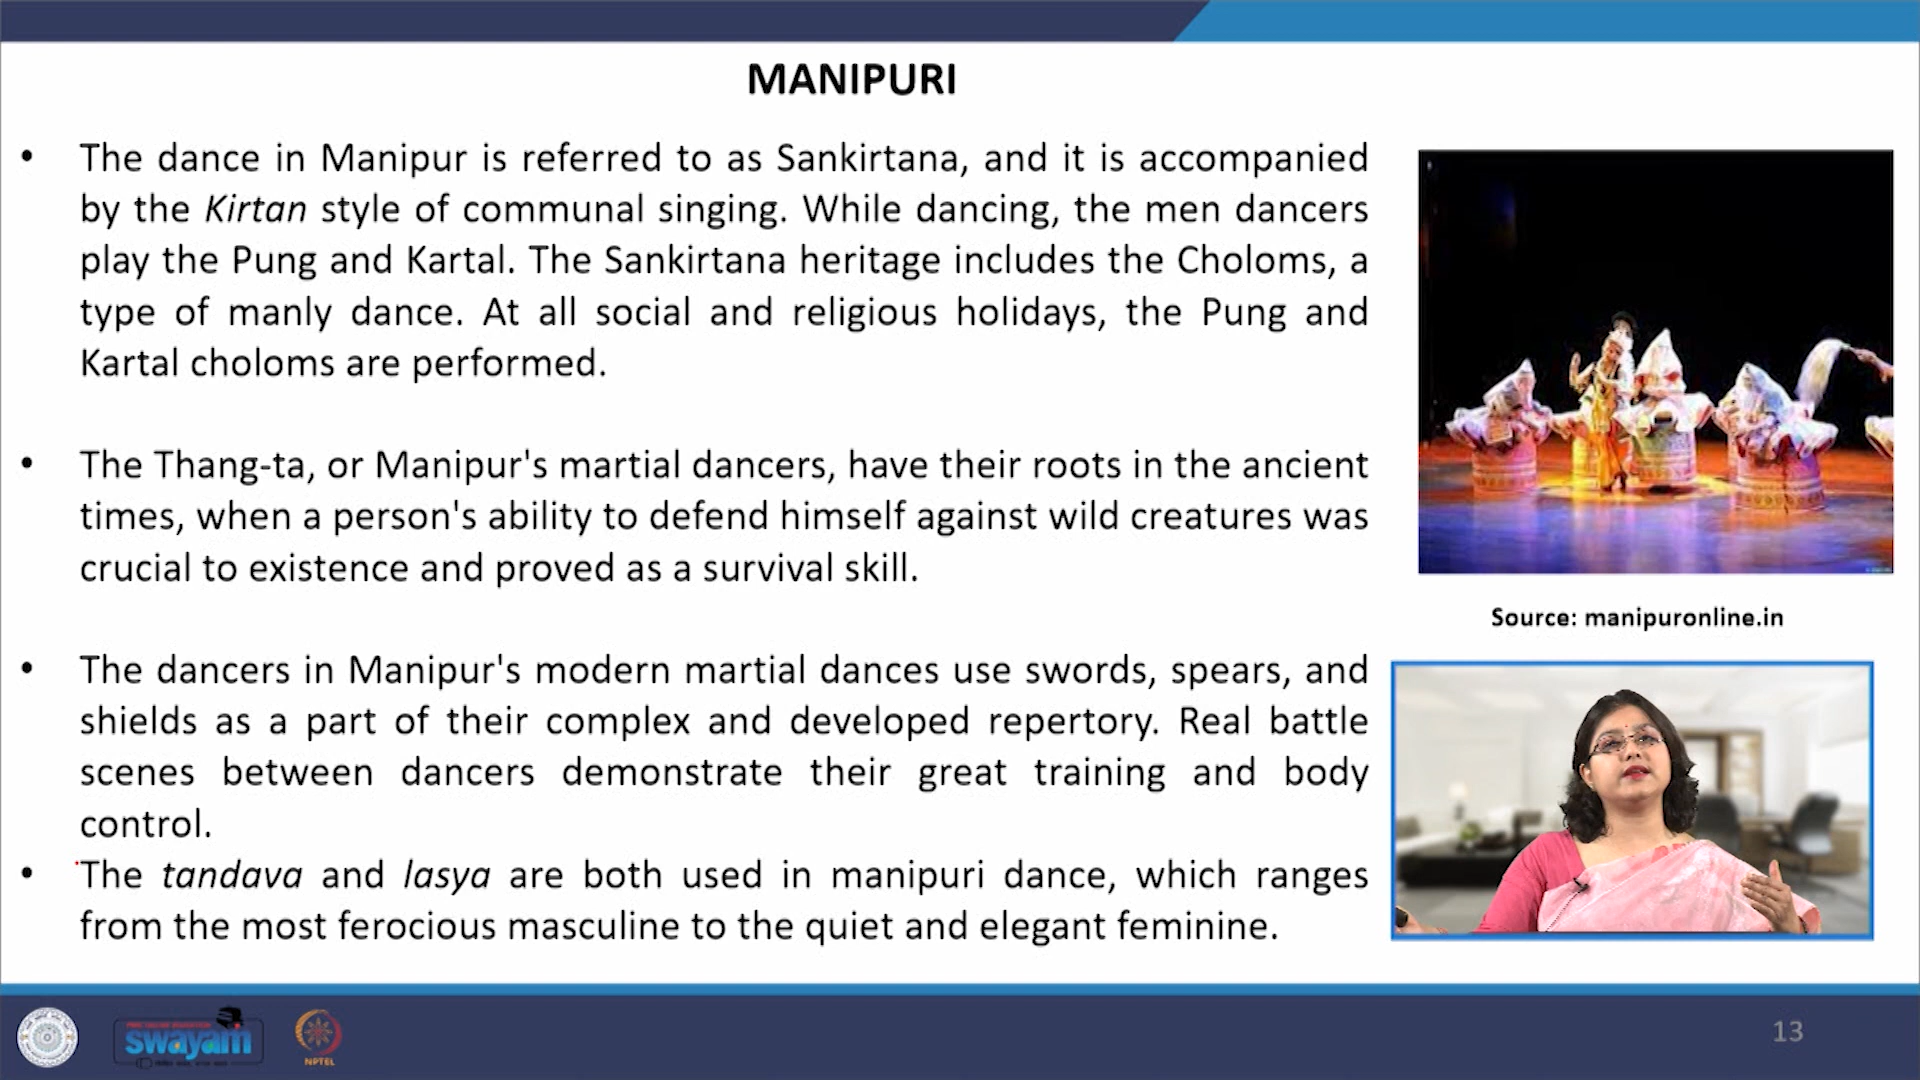 MANIPURI
• The dance in Manipur is referred to as Sankirtana, and it is accompanied
by the Kirtan style of communal singing. While dancing, the men dancers
play the Pung and Kartal. The Sankirtana heritage includes the Choloms, a
type of manly dance. At all social and religious holidays, the Pung and
Kartal choloms are performed.
• The Thang-ta, or Manipur's martial dancers, have their roots in the ancient
times, when a person's ability to defend himself against wild creatures was
crucial to existence and proved as a survival skill.
• The dancers in Manipur's modern martial dances use swords, spears, and
shields as a part of their complex and developed repertory. Real battle
scenes between dancers demonstrate their great training and body
control.
• The tandava and lasya are both used in manipuri dance, which ranges
from the most ferocious masculine to the quiet and elegant feminine.
Source: manipuronline.in
swayam
NPTEL
13